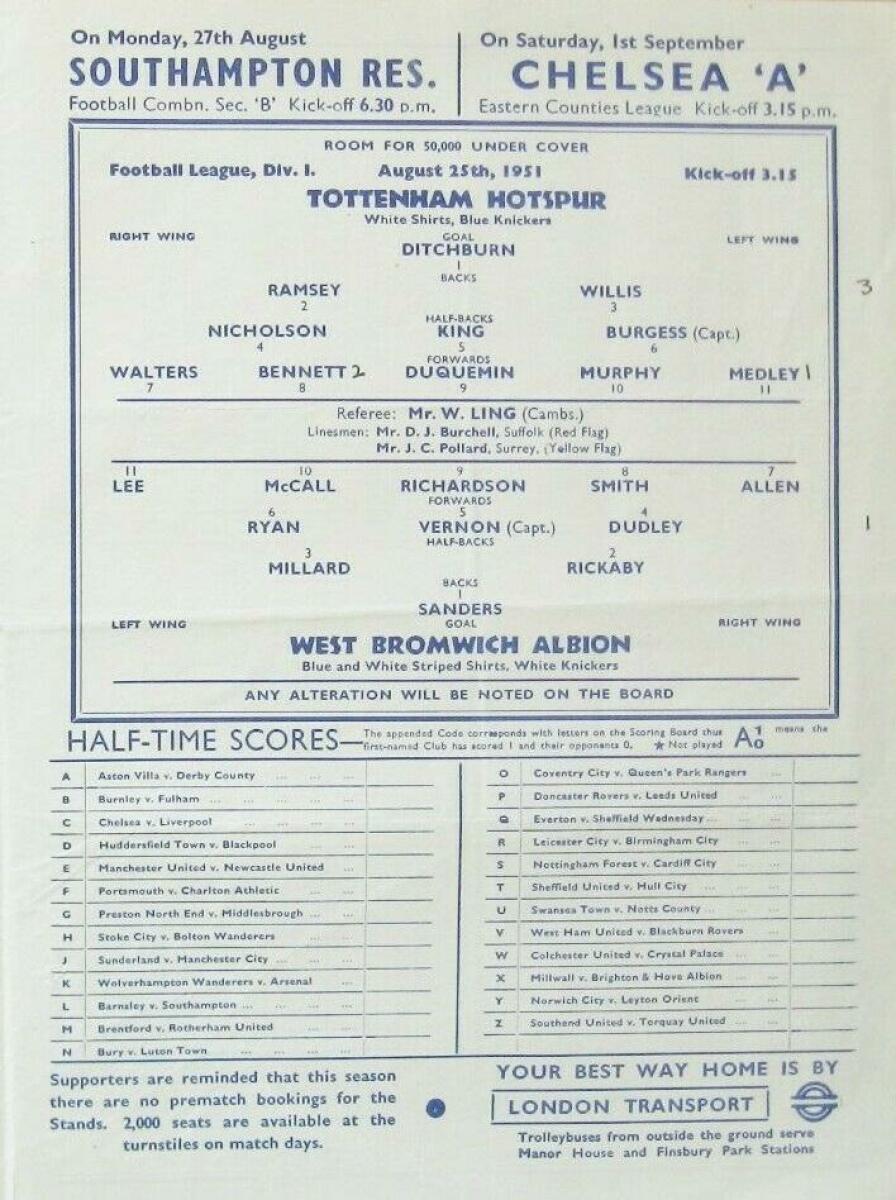 On Monday, 27th August
SOUTHAMPTON RES.
Football Combn. Sec. 'B' Kick-off 6.30 p.m.
On Saturday, 1st September
CHELSEA 'A'
Eastern Counties League Kick-off 3.15 p.m.
ROOM FOR 50,000 UNDER COVER
Football League, Div. I. August 25th, 1951 Kick-off 3.15
TOTTENHAM HOTSPUR
White Shirts, Blue Knickers
RIGHT WING GOAL LEFT WING
DITCHBURN
1
BACKS
RAMSEY WILLIS 3
2 3
HALF-BACKS
NICHOLSON KING BURGESS (Capt.)
4 5 6
FORWARDS
WALTERS BENNETT 2 DUQUEMIN MURPHY MEDLEY 1
7 8 9 10 11
Referee: Mr. W. LING (Cambs.)
Linesmen: Mr. D. J. Burchell, Suffolk (Red Flag)
Mr. J. C. Pollard, Surrey, (Yellow Flag)
11 10 9 8 7
LEE McCALL RICHARDSON SMITH ALLEN
FORWARDS
6 5 4
RYAN VERNON (Capt.) DUDLEY 1
HALF-BACKS
3 2
MILLARD RICKABY
BACKS
1
SANDERS
LEFT WING GOAL RIGHT WING
WEST BROMWICH ALBION
Blue and White Striped Shirts, White Knickers
ANY ALTERATION WILL BE NOTED ON THE BOARD
HALF-TIME SCORES—The appended Code corresponds with letters on the Scoring Board thus A 1 0 means the
first-named Club has scored 1 and their opponents 0. ★ Not played
A Aston Villa v. Derby County ... ... ...
B Burnley v. Fulham ... ... ... ...
C Chelsea v. Liverpool ... ... ... ...
D Huddersfield Town v. Blackpool ... ...
E Manchester United v. Newcastle United ...
F Portsmouth v. Charlton Athletic ... ...
G Preston North End v. Middlesbrough ... ...
H Stoke City v. Bolton Wanderers ... ...
J Sunderland v. Manchester City ... ... ...
K Wolverhampton Wanderers v. Arsenal ...
L Barnsley v. Southampton ... ... ... ...
M Brentford v. Rotherham United ... ...
N Bury v. Luton Town ... ... ... ...
O Coventry City v. Queen's Park Rangers ...
P Doncaster Rovers v. Leeds United ... ...
Q Everton v. Sheffield Wednesday ... ...
R Leicester City v. Birmingham City ...
S Nottingham Forest v. Cardiff City ...
T Sheffield United v. Hull City ... ... ...
U Swansea Town v. Notts County ... ... ...
V West Ham United v. Blackburn Rovers ...
W Colchester United v. Crystal Palace ... ...
X Millwall v. Brighton & Hove Albion ...
Y Norwich City v. Leyton Orient ... ...
Z Southend United v. Torquay United ... ...
Supporters are reminded that this season
there are no prematch bookings for the
Stands. 2,000 seats are available at the
turnstiles on match days.
YOUR BEST WAY HOME IS BY
LONDON TRANSPORT
Trolleybuses from outside the ground serve
Manor House and Finsbury Park Stations